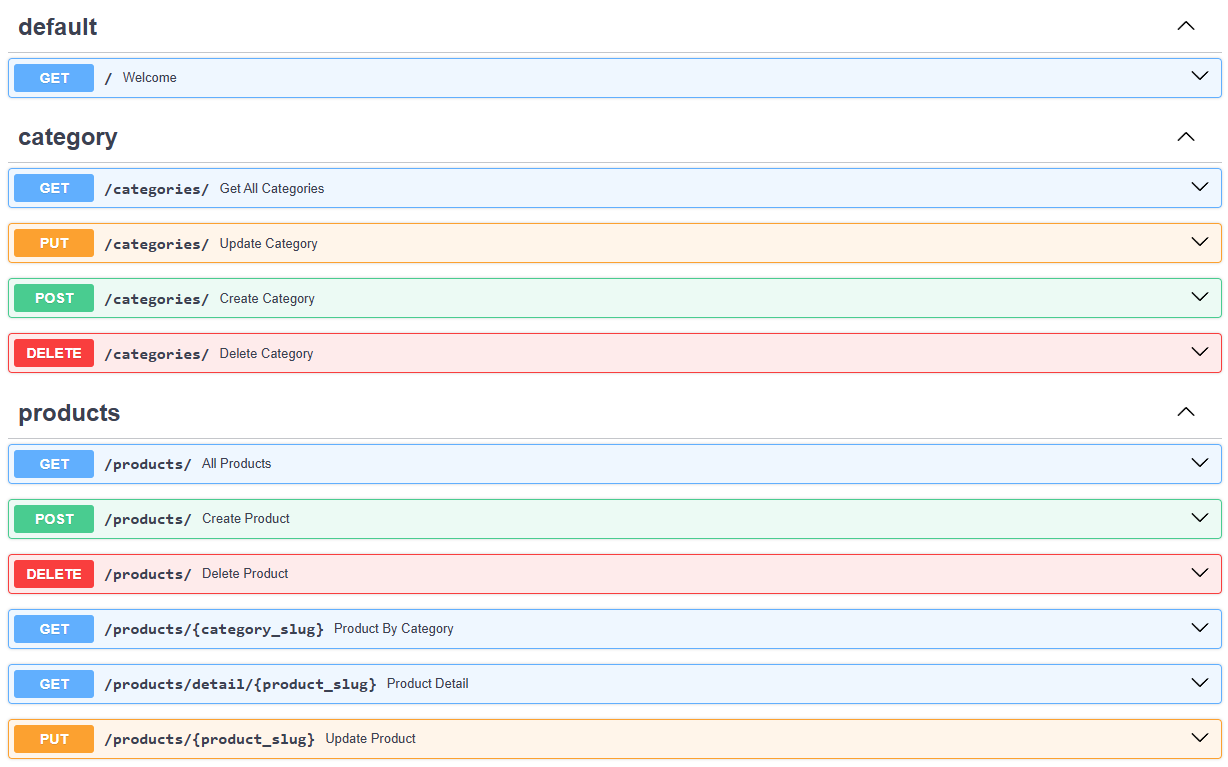 default
GET / Welcome
category
GET /categories/ Get All Categories
PUT /categories/ Update Category
POST /categories/ Create Category
DELETE /categories/ Delete Category
products
GET /products/ All Products
POST /products/ Create Product
DELETE /products/ Delete Product
GET /products/{category_slug} Product By Category
GET /products/detail/{product_slug} Product Detail
PUT /products/{product_slug} Update Product